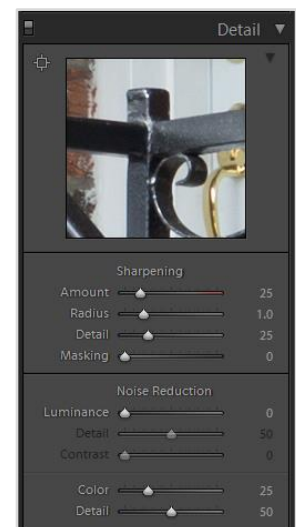 Detail
Sharpening
Amount 25
Radius 1.0
Detail 25
Masking 0
Noise Reduction
Luminance 0
Detail 50
Contrast 0
Color 25
Detail 50